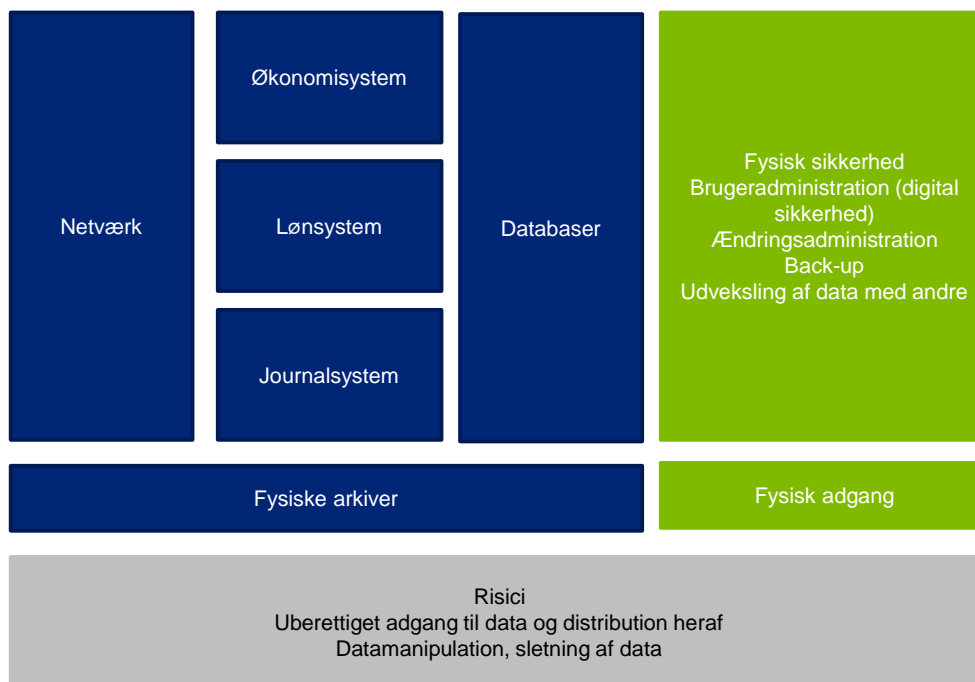 Netværk
Økonomisystem
Lønsystem
Journalsystem
Databaser
Fysisk sikkerhed
Brugeradministration (digital
sikkerhed)
Ændringsadministration
Back-up
Udveksling af data med andre
Fysiske arkiver
Fysisk adgang
Risici
Uberettiget adgang til data og distribution heraf
Datamanipulation, sletning af data